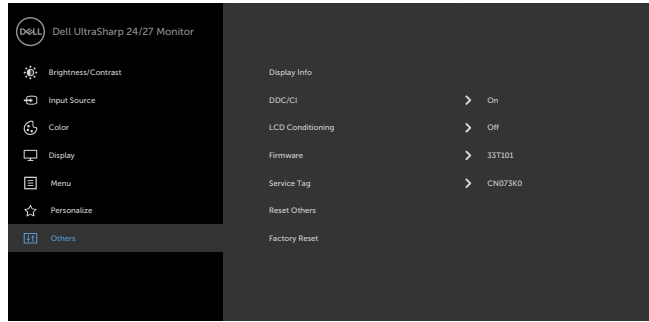 DELL Dell UltraSharp 24/27 Monitor
Brightness/Contrast Display Info
Input Source DDC/CI On
Color LCD Conditioning Off
Display Firmware 33T101
Menu Service Tag CN073K0
Personalize Reset Others
Others Factory Reset